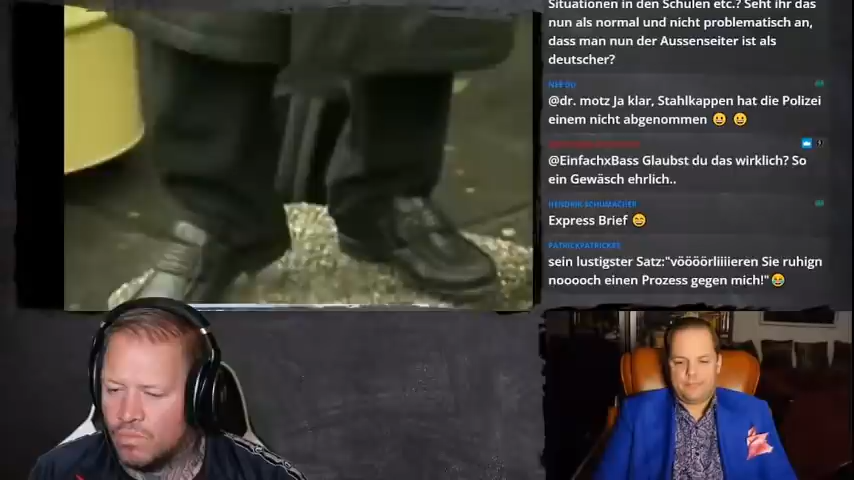 Situationen in den Schulen etc.? Seht ihr das
nun als normal und nicht problematisch an,
dass man nun der Aussenseiter ist als
deutscher?
@dr. motz Ja klar, Stahlkappen hat die Polizei
einem nicht abgenommen 😀 😀
@EinfachxBass Glaubst du das wirklich? So
ein Gewäsch ehrlich..
HENDRIK SCHUMACHER
Express Brief 😄
PATRICKPATRICKES
sein lustigster Satz:"vöööörliiiieren Sie ruhign
nooooch einen Prozess gegen mich!"😂